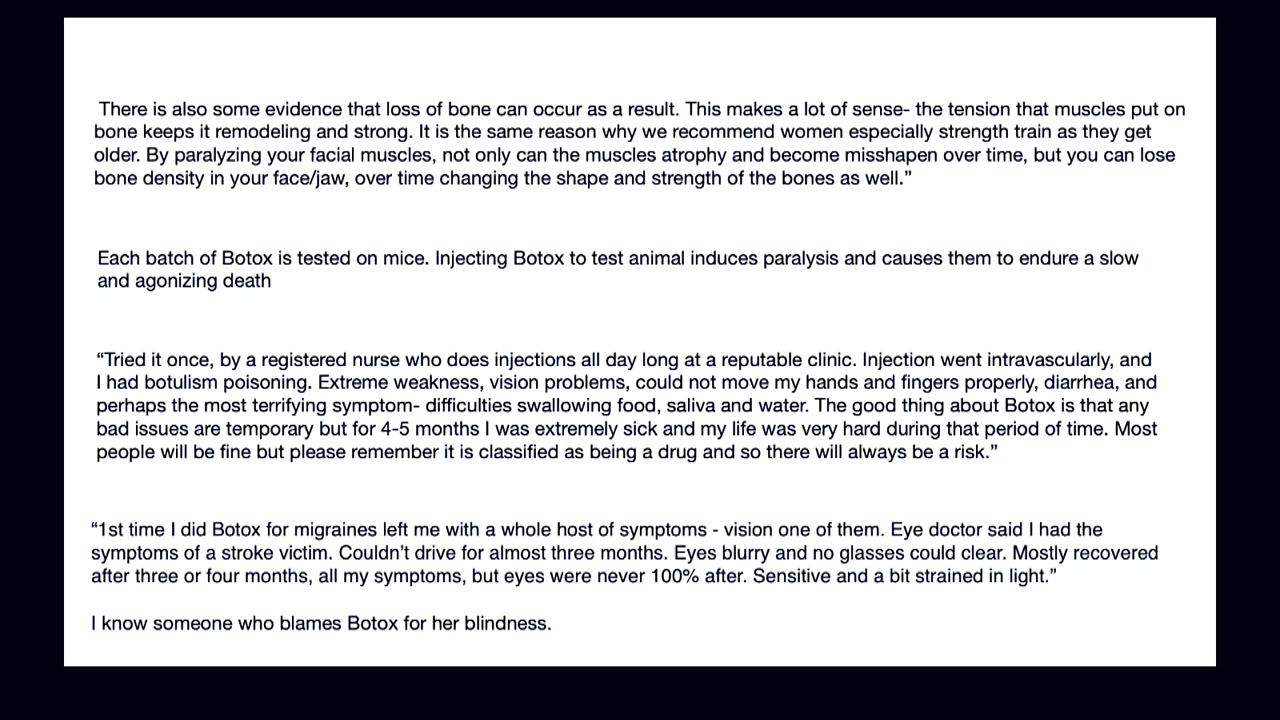 There is also some evidence that loss of bone can occur as a result. This makes a lot of sense- the tension that muscles put on
bone keeps it remodeling and strong. It is the same reason why we recommend women especially strength train as they get
older. By paralyzing your facial muscles, not only can the muscles atrophy and become misshapen over time, but you can lose
bone density in your face/jaw, over time changing the shape and strength of the bones as well.”
Each batch of Botox is tested on mice. Injecting Botox to test animal induces paralysis and causes them to endure a slow
and agonizing death
“Tried it once, by a registered nurse who does injections all day long at a reputable clinic. Injection went intravascularly, and
I had botulism poisoning. Extreme weakness, vision problems, could not move my hands and fingers properly, diarrhea, and
perhaps the most terrifying symptom- difficulties swallowing food, saliva and water. The good thing about Botox is that any
bad issues are temporary but for 4-5 months I was extremely sick and my life was very hard during that period of time. Most
people will be fine but please remember it is classified as being a drug and so there will always be a risk.”
“1st time I did Botox for migraines left me with a whole host of symptoms - vision one of them. Eye doctor said I had the
symptoms of a stroke victim. Couldn’t drive for almost three months. Eyes blurry and no glasses could clear. Mostly recovered
after three or four months, all my symptoms, but eyes were never 100% after. Sensitive and a bit strained in light.”
I know someone who blames Botox for her blindness.